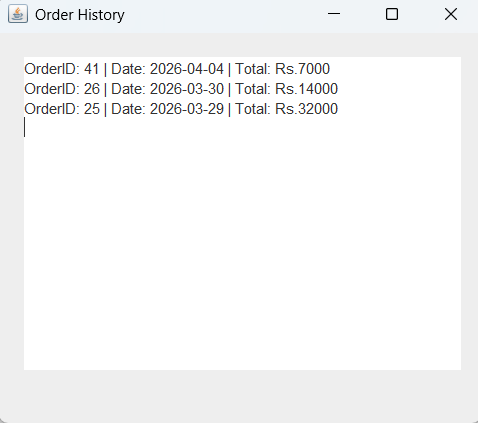 Order History
OrderID: 41 | Date: 2026-04-04 | Total: Rs.7000
OrderID: 26 | Date: 2026-03-30 | Total: Rs.14000
OrderID: 25 | Date: 2026-03-29 | Total: Rs.32000